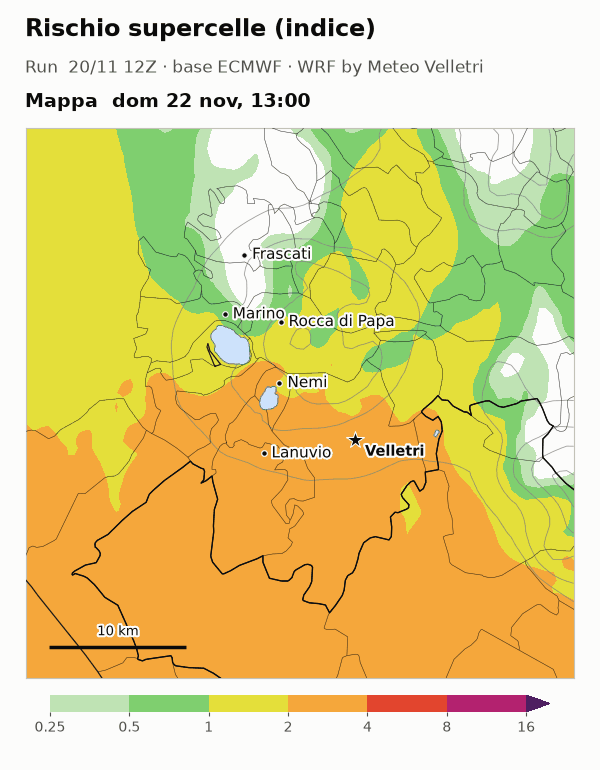 Rischio supercelle (indice)
Run  20/11 12Z · base ECMWF · WRF by Meteo Velletri
Mappa  dom 22 nov, 13:00
Frascati
Marino
Rocca di Papa
Nemi
Velletri
Lanuvio
10 km
0.25 0.5 1 2 4 8 16